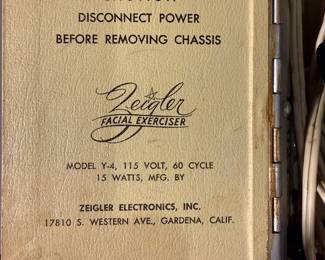 DISCONNECT POWER
BEFORE REMOVING CHASSIS
Zeigler
FACIAL EXERCISER
MODEL Y-4, 115 VOLT, 60 CYCLE
15 WATTS, MFG. BY
ZEIGLER ELECTRONICS, INC.
17810 S. WESTERN AVE., GARDENA, CALIF.